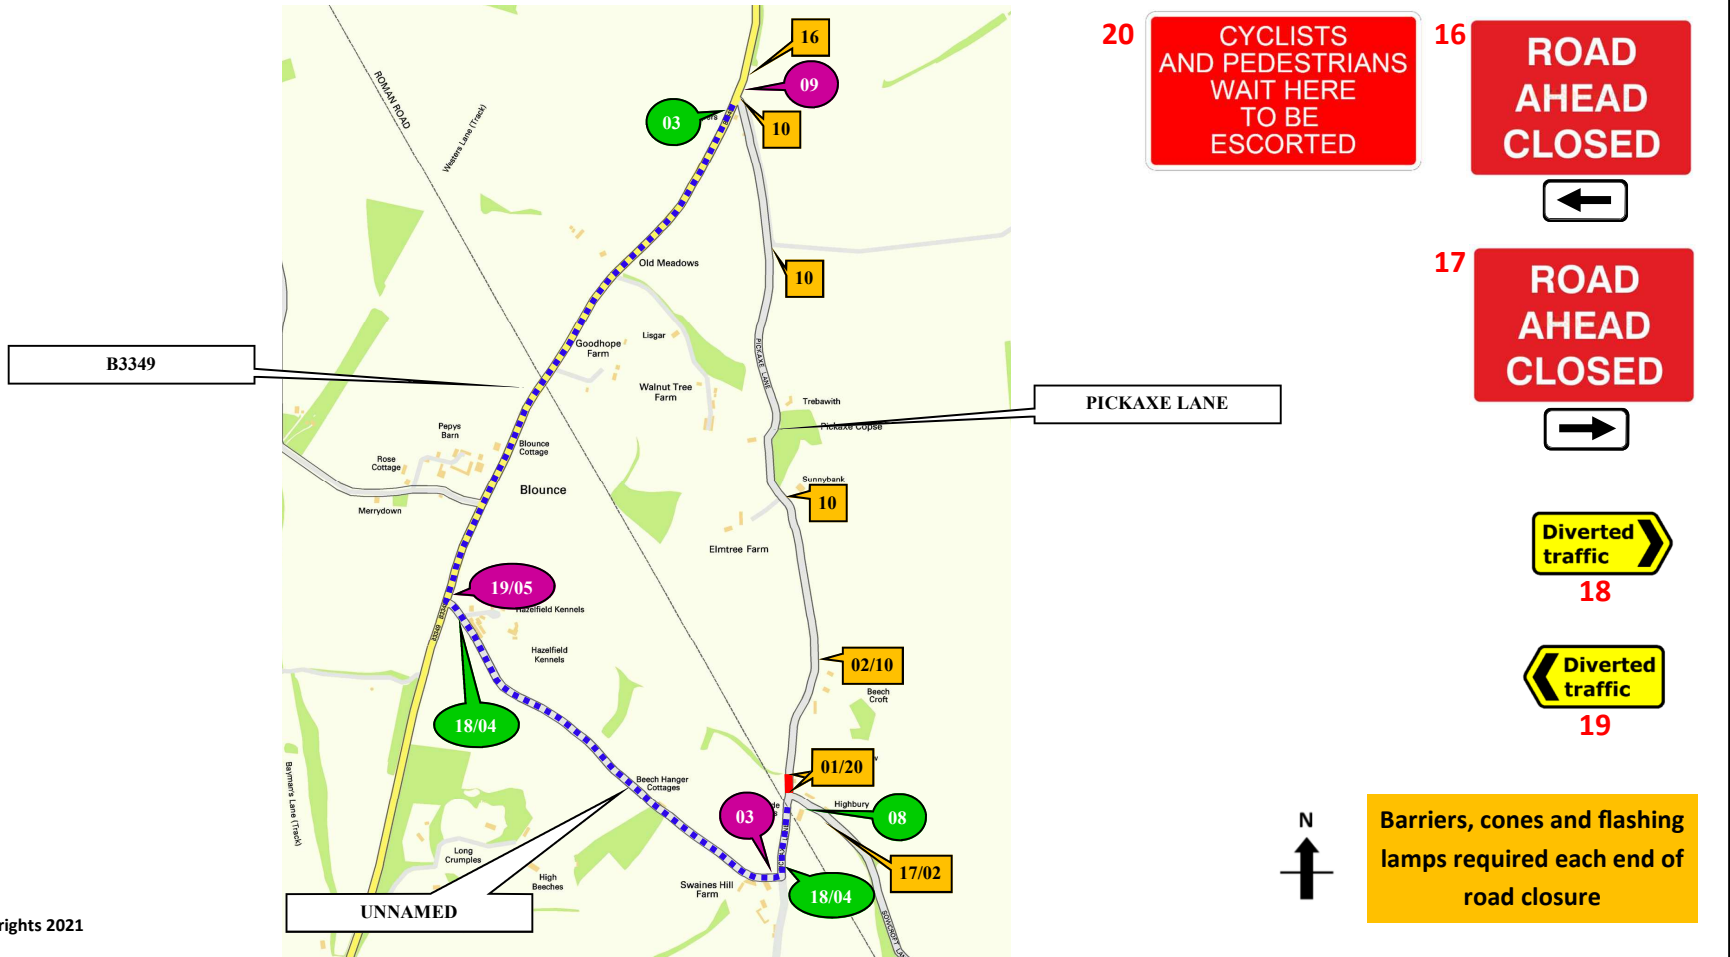 20
CYCLISTS
AND PEDESTRIANS
WAIT HERE
TO BE
ESCORTED
16
ROAD
AHEAD
CLOSED
17
ROAD
AHEAD
CLOSED
Diverted
traffic
18
Diverted
traffic
19
N
Barriers, cones and flashing
lamps required each end of
road closure
16
09
03
10
ROMAN ROAD
Westers Lane (Track)
Old Meadows
10
Lisgar
Goodhope
Farm
PICKAXE LANE
B3349
Walnut Tree
Farm
Trebawith
PICKAXE LANE
Pickaxe Copse
Pepys
Barn
Blounce
Cottage
Rose
Cottage
Blounce
Merrydown
Sunnybank
10
Elmtree Farm
19/05
Hazelfield Kennels
B3349
B3349
Hazelfield
Kennels
02/10
Beech
Croft
18/04
01/20
Bayman's Lane (Track)
Beech Hanger
Cottages
03
Highbury
08
Long
Crumples
High
Beeches
Swaines Hill
Farm
17/02
18/04
UNNAMED
rights 2021